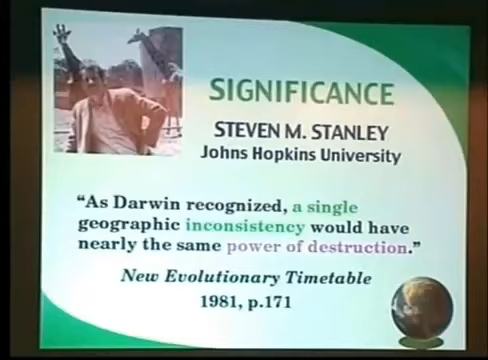 SIGNIFICANCE
STEVEN M. STANLEY
Johns Hopkins University
“As Darwin recognized, a single
geographic inconsistency would have
nearly the same power of destruction.”
New Evolutionary Timetable
1981, p.171